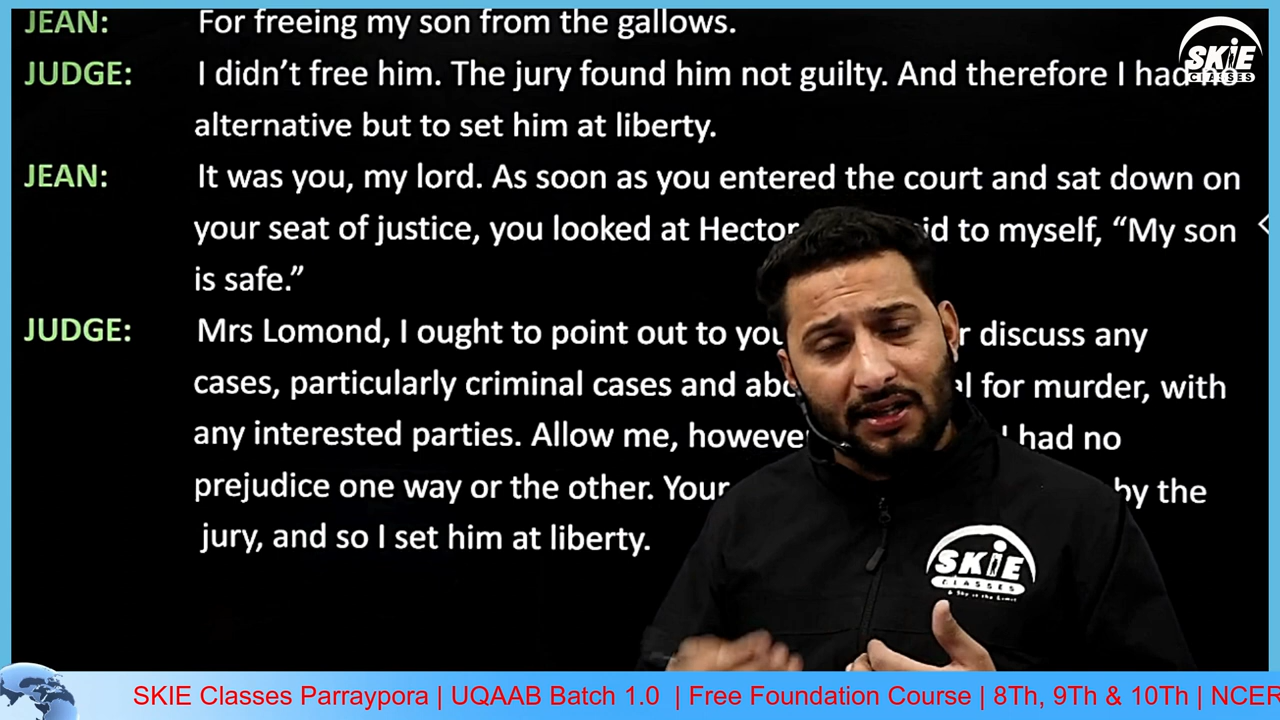 JEAN: For freeing my son from the gallows.
JUDGE: I didn’t free him. The jury found him not guilty. And therefore I had no
alternative but to set him at liberty.
JEAN: It was you, my lord. As soon as you entered the court and sat down on
your seat of justice, you looked at Hector to myself, “My son
is safe.”
JUDGE: Mrs Lomond, I ought to point out to you discuss any
cases, particularly criminal cases and for murder, with
any interested parties. Allow me, however I had no
prejudice one way or the other. Your by the
jury, and so I set him at liberty.
SKIE
CLASSES
SKIE
CLASSES
SKIE Classes Parraypora | UQAAB Batch 1.0 | Free Foundation Course | 8Th, 9Th & 10Th |